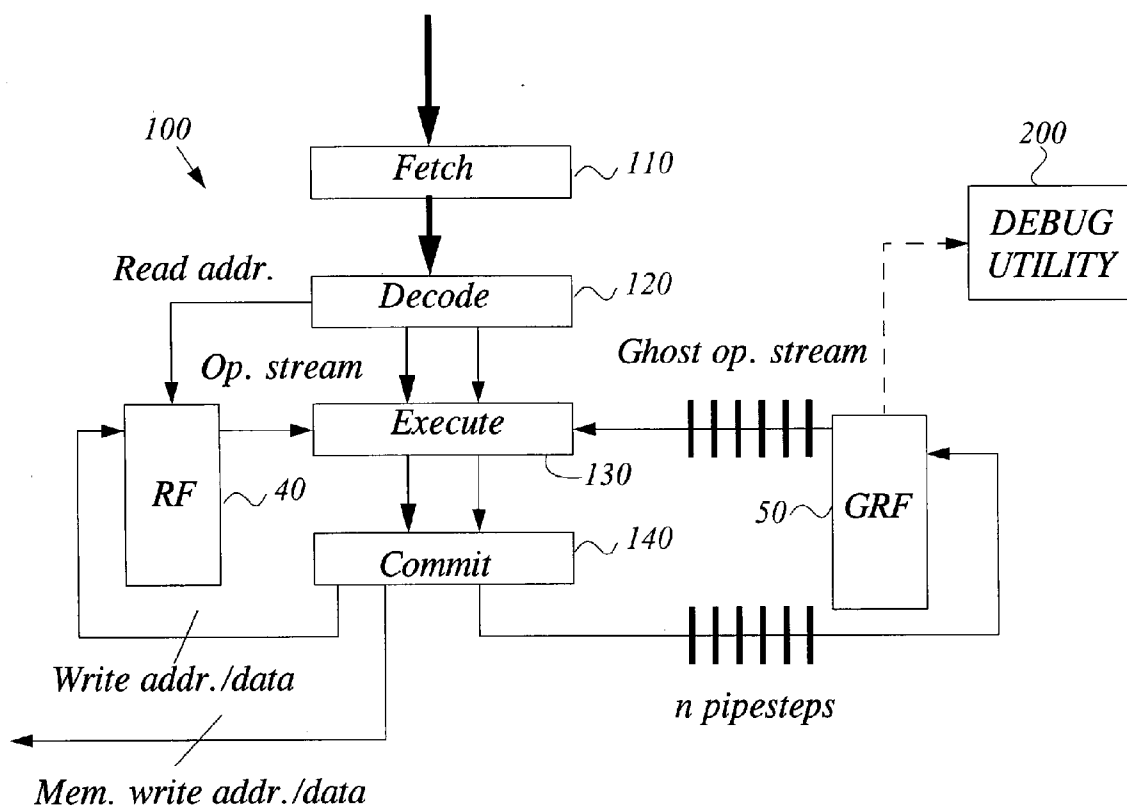 100
Fetch
110
200
DEBUG
UTILITY
Read addr.
Decode
120
Op. stream
Ghost op. stream
Execute
130
RF
40
50
GRF
Commit
140
Write addr./data
n pipesteps
Mem. write addr./data